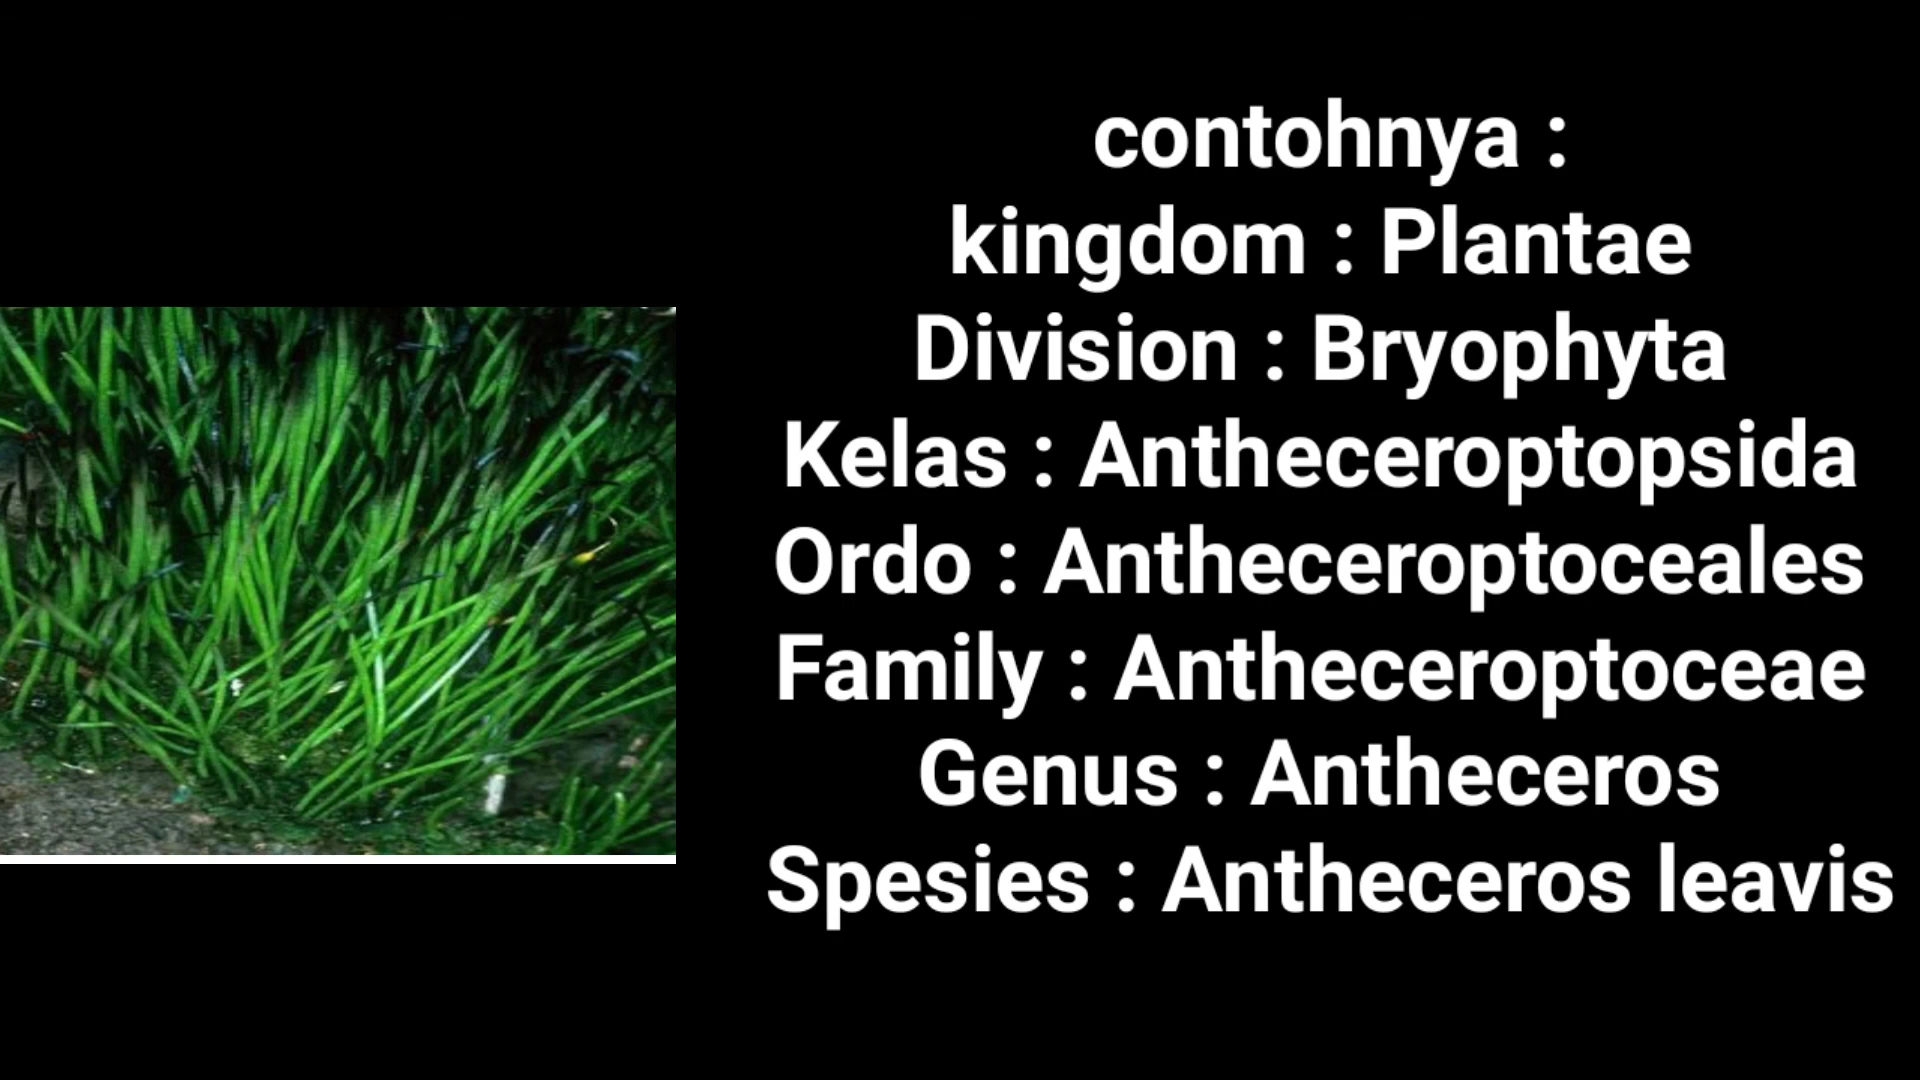 contohnya :
kingdom : Plantae
Division : Bryophyta
Kelas : Antheceroptopsida
Ordo : Antheceroptoceales
Family : Antheceroptoceae
Genus : Antheceros
Spesies : Antheceros leavis